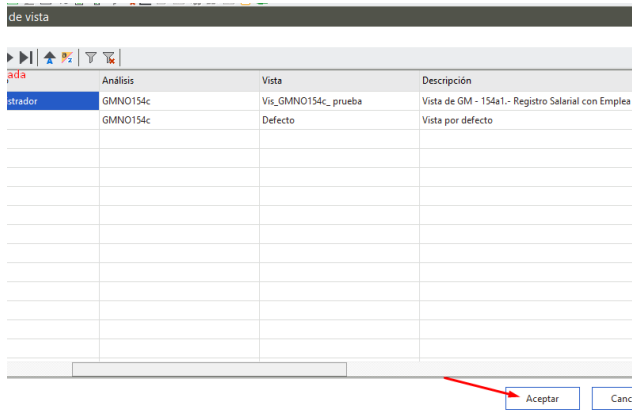 de vista
ada
Análisis Vista Descripción
strador GMNO154c Vis_GMNO154c_ prueba Vista de GM - 154a1.- Registro Salarial con Emplea
GMNO154c Defecto Vista por defecto
Aceptar Canc